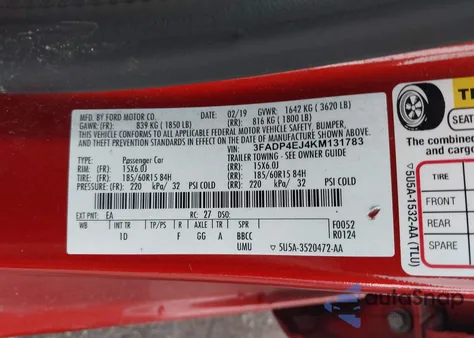 MFD. BY FORD MOTOR CO.
DATE: 02/19 GVWR: 1642 KG ( 3620 LB)
GAWR: (FR): 839 KG ( 1850 LB) (RR): 816 KG ( 1800 LB)
THIS VEHICLE CONFORMS TO ALL APPLICABLE FEDERAL MOTOR VEHICLE SAFETY,
BUMPER, AND THEFT PREVENTION STANDARDS IN EFFECT ON THE DATE OF MANUFACTURE
SHOWN ABOVE.
VIN: 3FADP4EJ4KM131783
TYPE: Passenger Car TRAILER TOWING - SEE OWNER GUIDE
RIM: (FR): 15X6.0J (RR): 15X6.0J
TIRE: (FR): 185/60R15 84H (RR): 185/60R15 84H
PRESSURE: (FR): 220 kPa/ 32 PSI COLD (RR): 220 kPa/ 32 PSI COLD
EXT PNT: EA RC: 27 DSO: F0052
WB INT TR TP/PS R AXLE TR SPR R0124
1D F GG A BBCC
UMU 5U5A-3520472-AA
TI
SEAT
The combined
of
TIRE
FRONT
REAR
SPARE
5U5A-1532-AA (TLU)
autoSnap